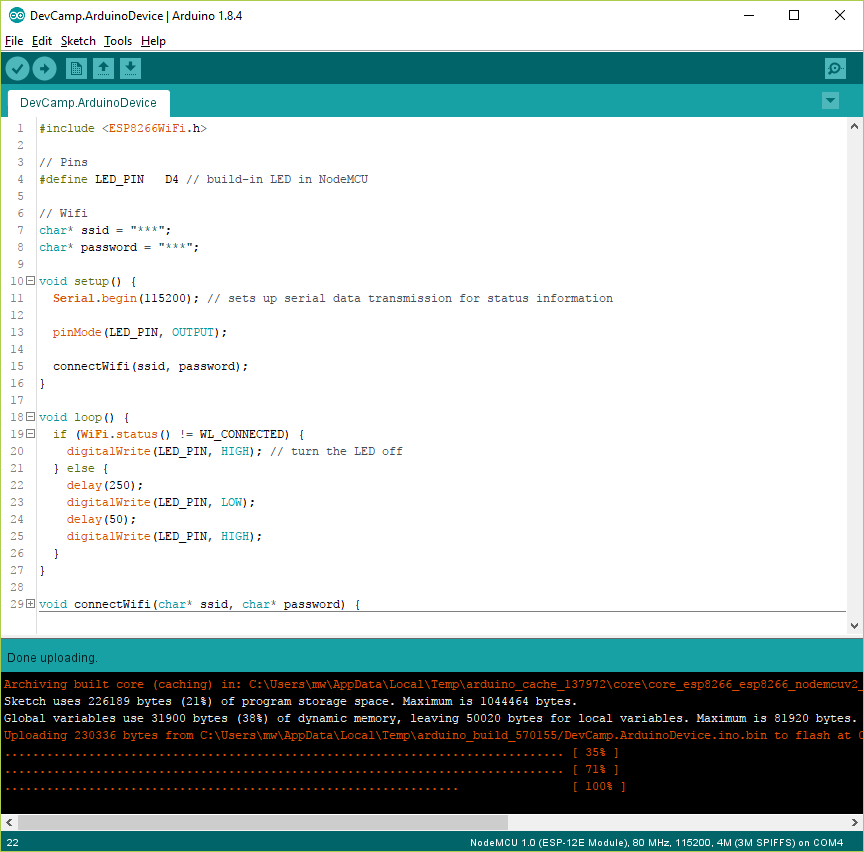 DevCamp.ArduinoDevice | Arduino 1.8.4
File Edit Sketch Tools Help
DevCamp.ArduinoDevice
1 #include <ESP8266WiFi.h>
2
3 // Pins
4 #define LED_PIN   D4 // build-in LED in NodeMCU
5
6 // Wifi
7 char* ssid = "***";
8 char* password = "***";
9
10 void setup() {
11   Serial.begin(115200); // sets up serial data transmission for status information
12
13   pinMode(LED_PIN, OUTPUT);
14
15   connectWifi(ssid, password);
16 }
17
18 void loop() {
19   if (WiFi.status() != WL_CONNECTED) {
20     digitalWrite(LED_PIN, HIGH); // turn the LED off
21   } else {
22     delay(250);
23     digitalWrite(LED_PIN, LOW);
24     delay(50);
25     digitalWrite(LED_PIN, HIGH);
26   }
27 }
28
29 void connectWifi(char* ssid, char* password) {
Done uploading.
Archiving built core (caching) in: C:\Users\mw\AppData\Local\Temp\arduino_cache_137972\core\core_esp8266_esp8266_nodemcuv2_
Sketch uses 226189 bytes (21%) of program storage space. Maximum is 1044464 bytes.
Global variables use 31900 bytes (38%) of dynamic memory, leaving 50020 bytes for local variables. Maximum is 81920 bytes.
Uploading 230336 bytes from C:\Users\mw\AppData\Local\Temp\arduino_build_570155/DevCamp.ArduinoDevice.ino.bin to flash at
................................................................................ [ 35% ]
................................................................................ [ 71% ]
................................................................. [ 100% ]
22 NodeMCU 1.0 (ESP-12E Module), 80 MHz, 115200, 4M (3M SPIFFS) on COM4